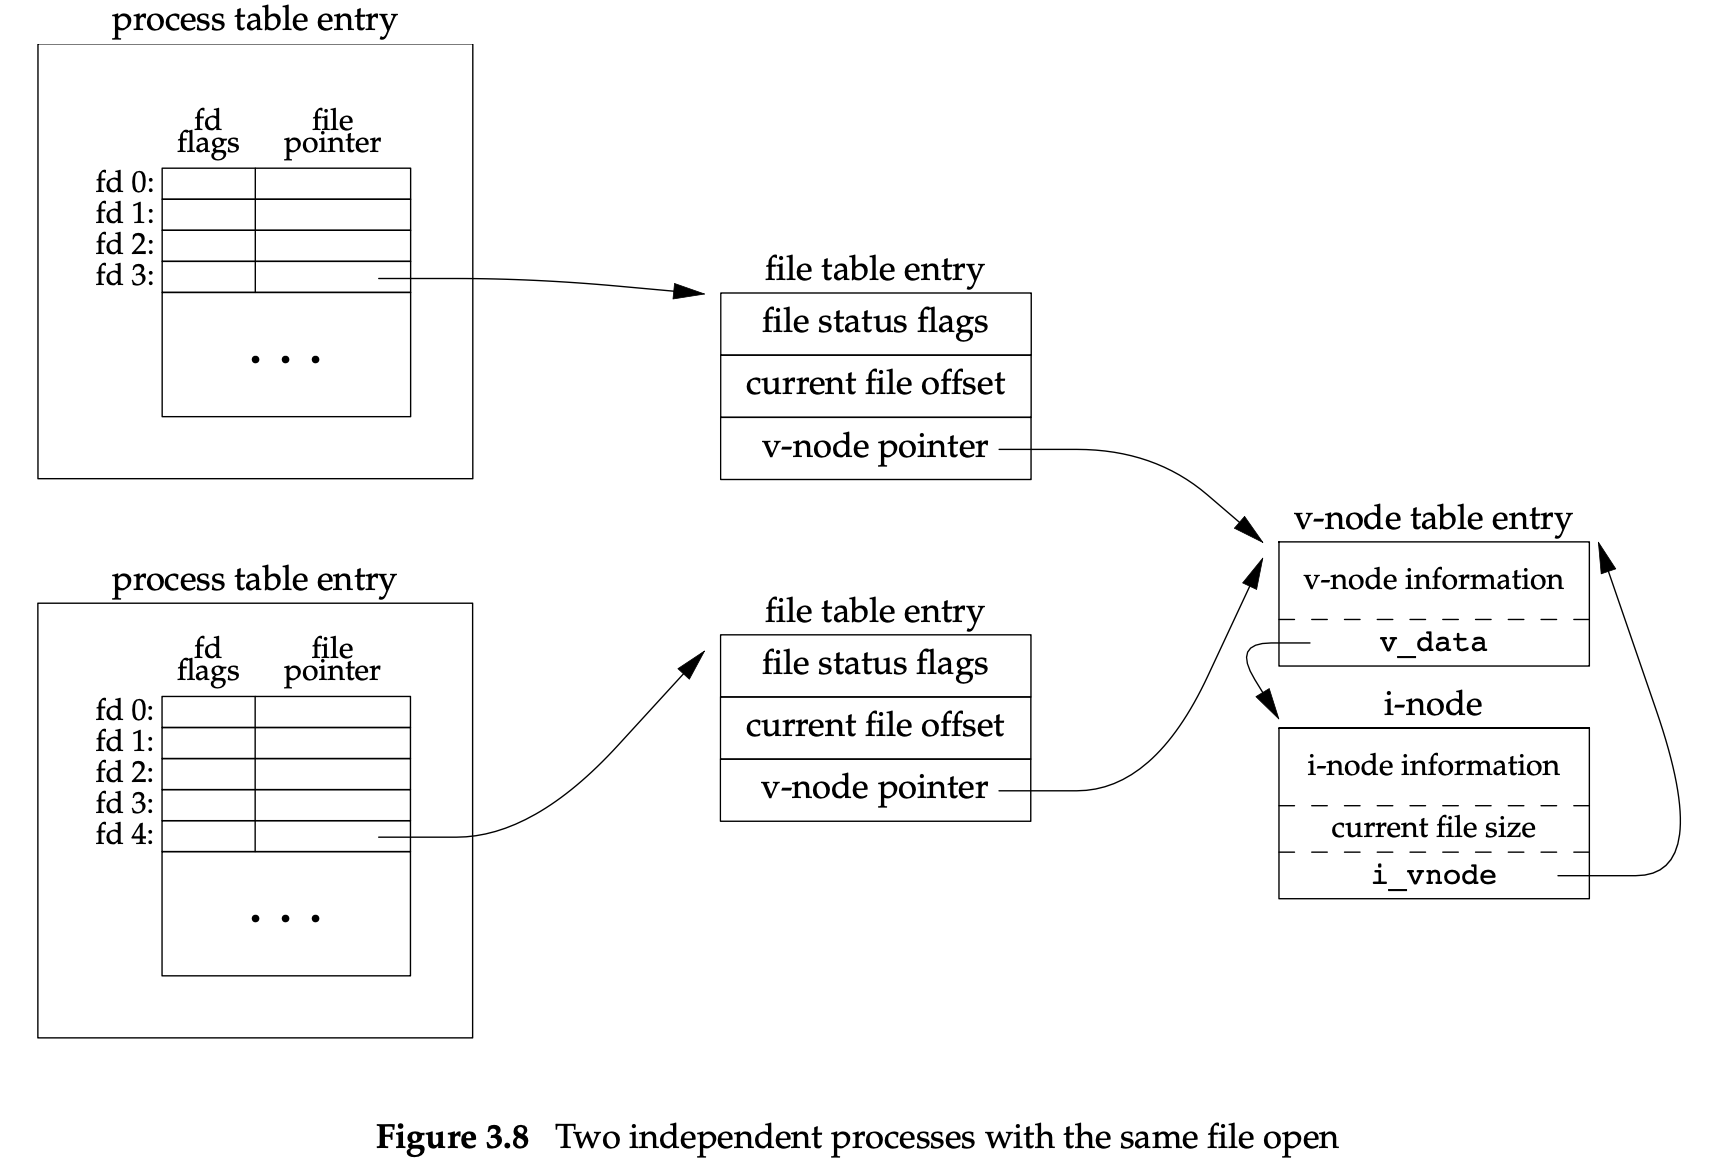 process table entry
fd flags
file pointer
fd 0:
fd 1:
fd 2:
fd 3:
. . .
file table entry
file status flags
current file offset
v-node pointer
process table entry
fd flags
file pointer
fd 0:
fd 1:
fd 2:
fd 3:
fd 4:
. . .
file table entry
file status flags
current file offset
v-node pointer
v-node table entry
v-node information
v_data
i-node
i-node information
current file size
i_vnode
Figure 3.8 Two independent processes with the same file open